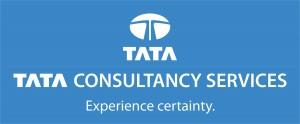 TATA
TATA CONSULTANCY SERVICES
Experience certainty.